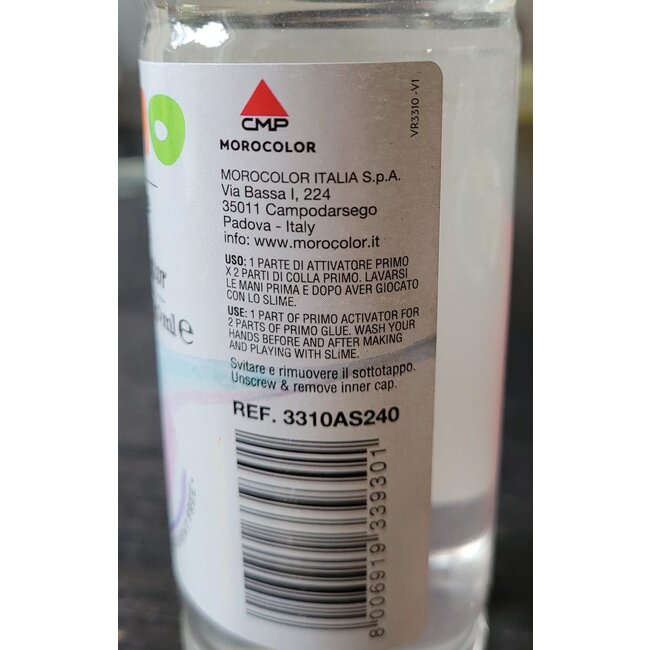 CMP
MOROCOLOR
VR3310 -V1
MOROCOLOR ITALIA S.p.A.
Via Bassa I, 224
35011 Campodarsego
Padova - Italy
info: www.morocolor.it
USO: 1 PARTE DI ATTIVATORE PRIMO
X 2 PARTI DI COLLA PRIMO. LAVARSI
LE MANI PRIMA E DOPO AVER GIOCATO
CON LO SLIME.
USE: 1 PART OF PRIMO ACTIVATOR FOR
2 PARTS OF PRIMO GLUE. WASH YOUR
HANDS BEFORE AND AFTER MAKING
AND PLAYING WITH SLIME.
Svitare e rimuovere il sottotappo.
Unscrew & remove inner cap.
REF. 3310AS240
8 006919 339301
ml e
FREE*